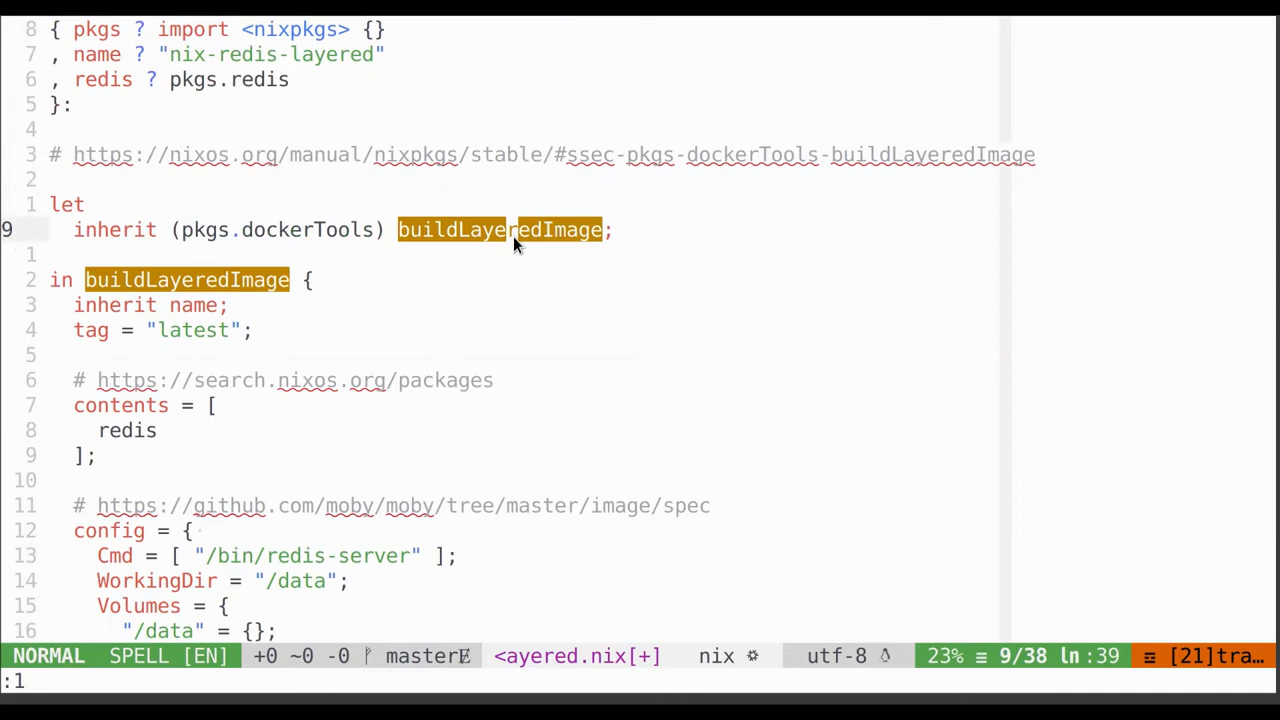 8 { pkgs ? import <nixpkgs> {}
7 , name ? "nix-redis-layered"
6 , redis ? pkgs.redis
5 }:
4
3 # https://nixos.org/manual/nixpkgs/stable/#ssec-pkgs-dockerTools-buildLayeredImage
2
1 let
9 inherit (pkgs.dockerTools) buildLayeredImage;
1
2 in buildLayeredImage {
3 inherit name;
4 tag = "latest";
5
6 # https://search.nixos.org/packages
7 contents = [
8 redis
9 ];
10
11 # https://github.com/moby/moby/tree/master/image/spec
12 config = {
13 Cmd = [ "/bin/redis-server" ];
14 WorkingDir = "/data";
15 Volumes = {
16 "/data" = {};
NORMAL SPELL [EN] +0 ~0 -0 master <ayered.nix[+] nix utf-8 23% ≡ 9/38 ln:39 [21]tra…
:1